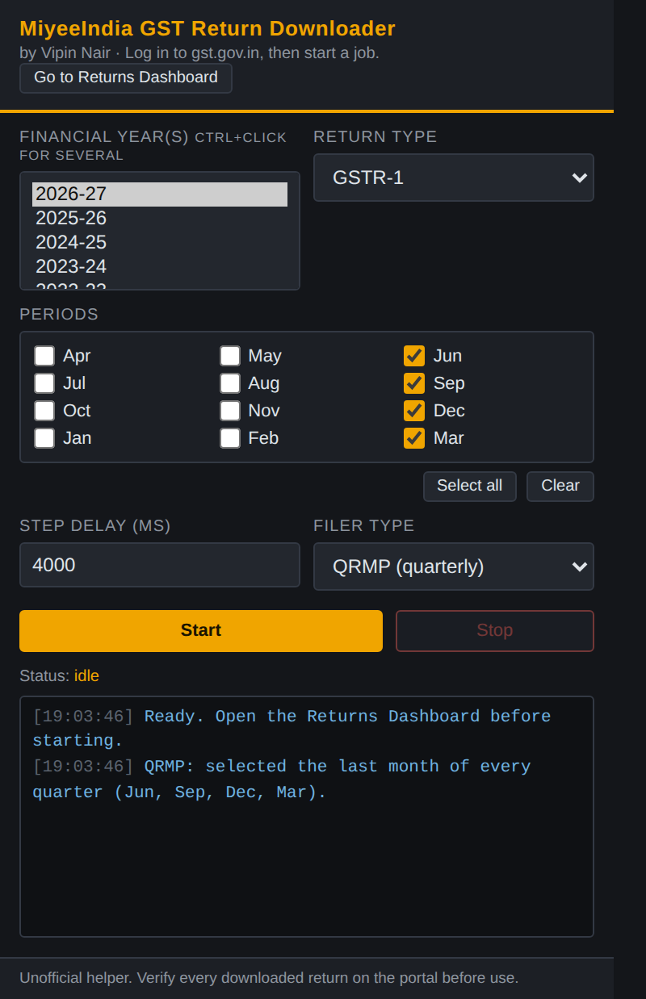 MiyeeIndia GST Return Downloader
by Vipin Nair · Log in to gst.gov.in, then start a job.
Go to Returns Dashboard
FINANCIAL YEAR(S) CTRL+CLICK
FOR SEVERAL
RETURN TYPE
2026-27
2025-26
2024-25
2023-24
GSTR-1
PERIODS
Apr May Jun
Jul Aug Sep
Oct Nov Dec
Jan Feb Mar
Select all Clear
STEP DELAY (MS) FILER TYPE
4000 QRMP (quarterly)
Start Stop
Status: idle
[19:03:46] Ready. Open the Returns Dashboard before
starting.
[19:03:46] QRMP: selected the last month of every
quarter (Jun, Sep, Dec, Mar).
Unofficial helper. Verify every downloaded return on the portal before use.